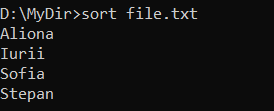 D:\MyDir>sort file.txt
Aliona
Iurii
Sofia
Stepan